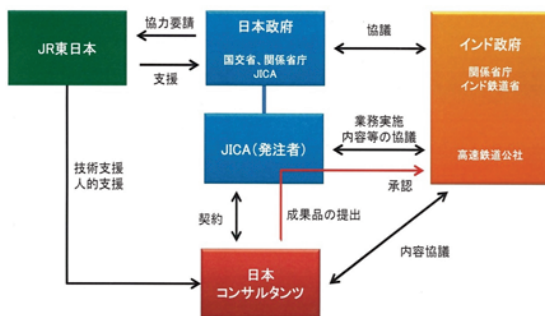 JR東日本
協力要請
支援
日本政府
国交省、関係省庁
JICA
協議
インド政府
関係省庁
インド鉄道省
高速鉄道公社
JICA（発注者）
業務実施
内容等の協議
承認
技術支援
人的支援
契約
成果品の提出
内容協議
日本
コンサルタンツ